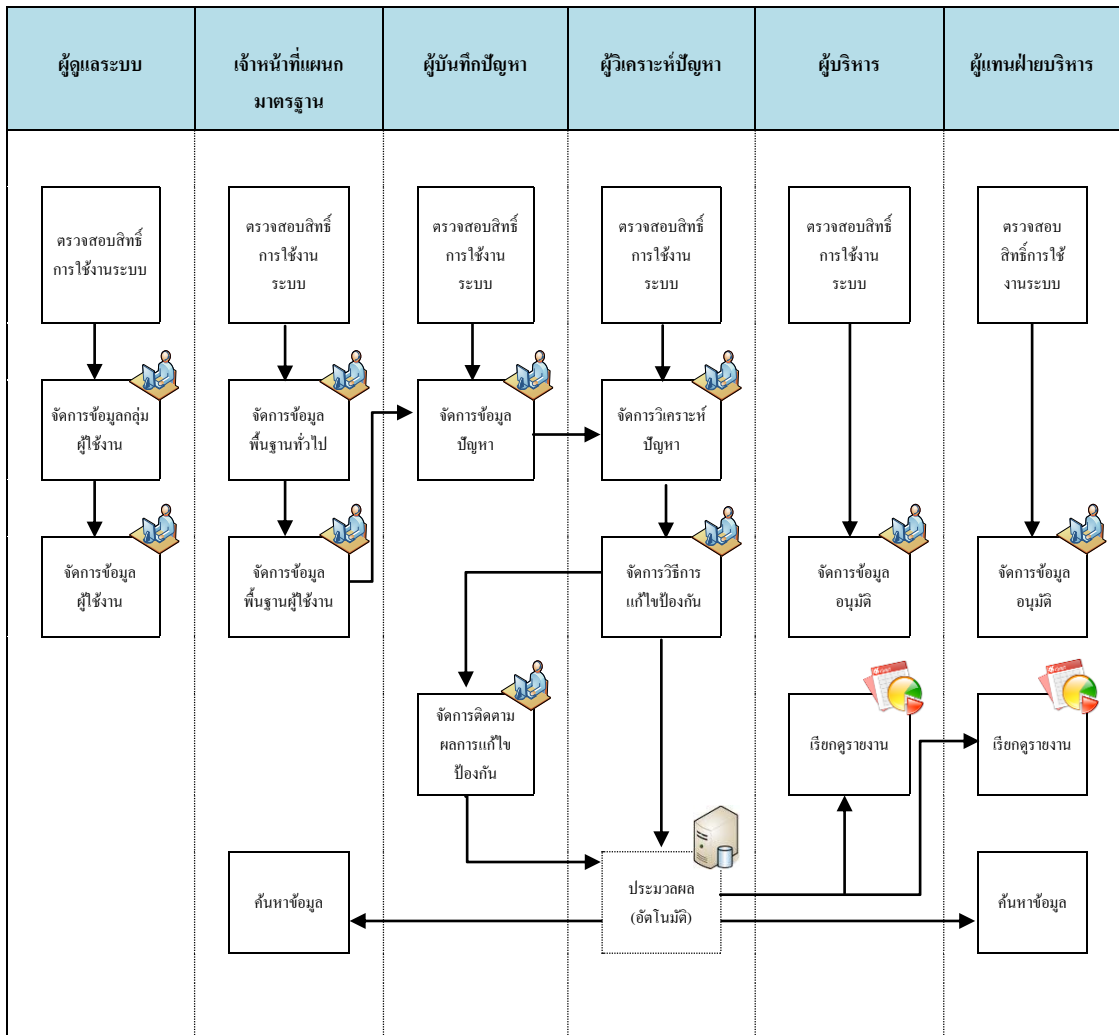 ผู้ดูแลระบบ
เจ้าหน้าที่แผนก
มาตรฐาน
ผู้บันทึกปัญหา
ผู้วิเคราะห์ปัญหา
ผู้บริหาร
ผู้แทนฝ่ายบริหาร
ตรวจสอบสิทธิ์
การใช้งานระบบ
ตรวจสอบสิทธิ์
การใช้งาน
ระบบ
ตรวจสอบสิทธิ์
การใช้งาน
ระบบ
ตรวจสอบสิทธิ์
การใช้งาน
ระบบ
ตรวจสอบสิทธิ์
การใช้งาน
ระบบ
ตรวจสอบ
สิทธิ์การใช้
งานระบบ
จัดการข้อมูลกลุ่ม
ผู้ใช้งาน
จัดการข้อมูล
พื้นฐานทั่วไป
จัดการข้อมูล
ปัญหา
จัดการวิเคราะห์
ปัญหา
จัดการข้อมูล
ผู้ใช้งาน
จัดการข้อมูล
พื้นฐานผู้ใช้งาน
จัดการวิธีการ
แก้ไขป้องกัน
จัดการข้อมูล
อนุมัติ
จัดการข้อมูล
อนุมัติ
จัดการติดตาม
ผลการแก้ไข
ป้องกัน
เรียกดูรายงาน
เรียกดูรายงาน
ค้นหาข้อมูล
ประมวลผล
(อัตโนมัติ)
ค้นหาข้อมูล